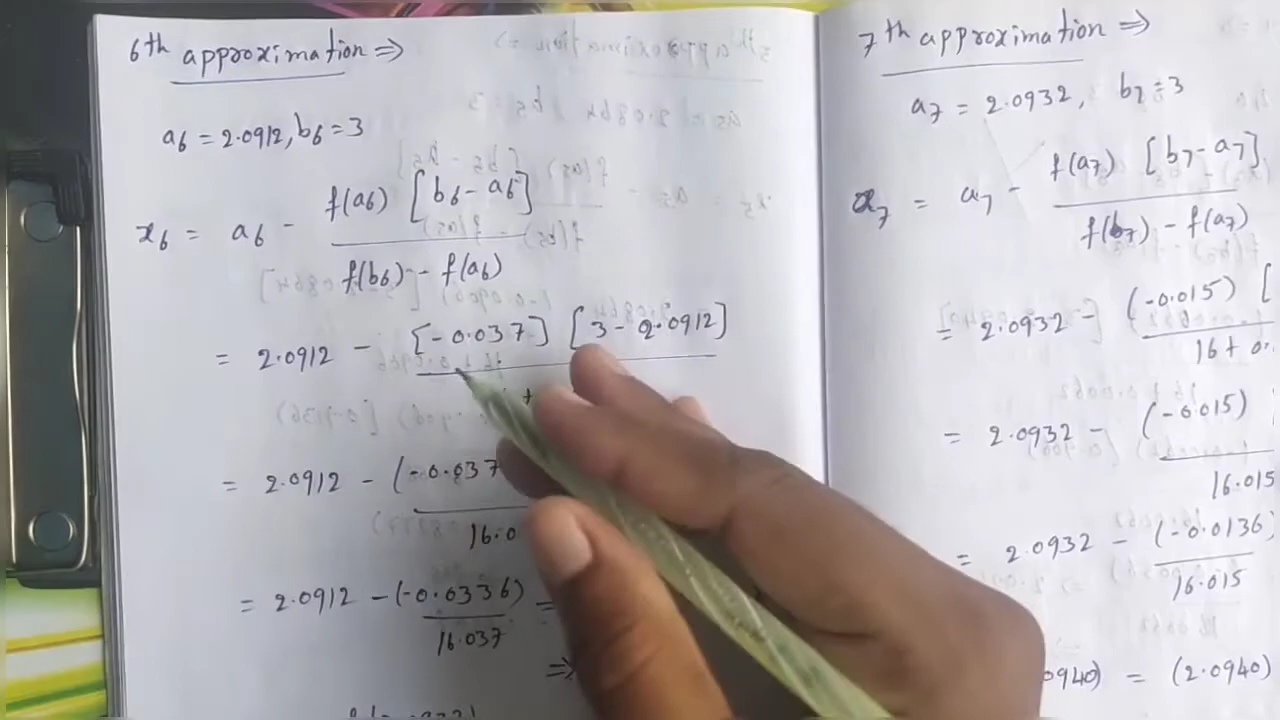 6th approximation ⇒
a6 = 2.0912, b6 = 3
x6 = a6 - f(a6) [b6 - a6]
f(b6) - f(a6)
= 2.0912 - [-0.037] [3 - 2.0912]
+
= 2.0912 - (-0.037
16.0
= 2.0912 - (-0.0336) =
16.037
⇒
7th approximation ⇒
a7 = 2.0932, b7 = 3
x7 = a7 - f(a7) [b7 - a7]
f(b7) - f(a7)
= 2.0932 - (-0.015) [
16 + 0.
= 2.0932 - (-0.015)
16.015
= 2.0932 - (-0.0136)
16.015
0940) = (2.0940)